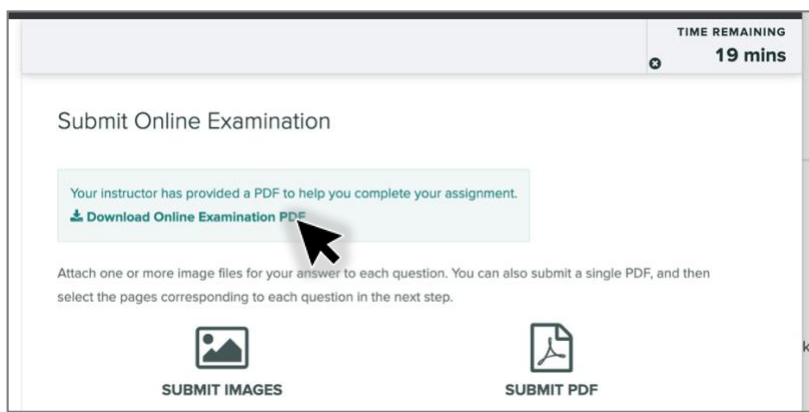 TIME REMAINING
19 mins
Submit Online Examination
Your instructor has provided a PDF to help you complete your assignment.
Download Online Examination PDF
Attach one or more image files for your answer to each question. You can also submit a single PDF, and then
select the pages corresponding to each question in the next step.
SUBMIT IMAGES
SUBMIT PDF